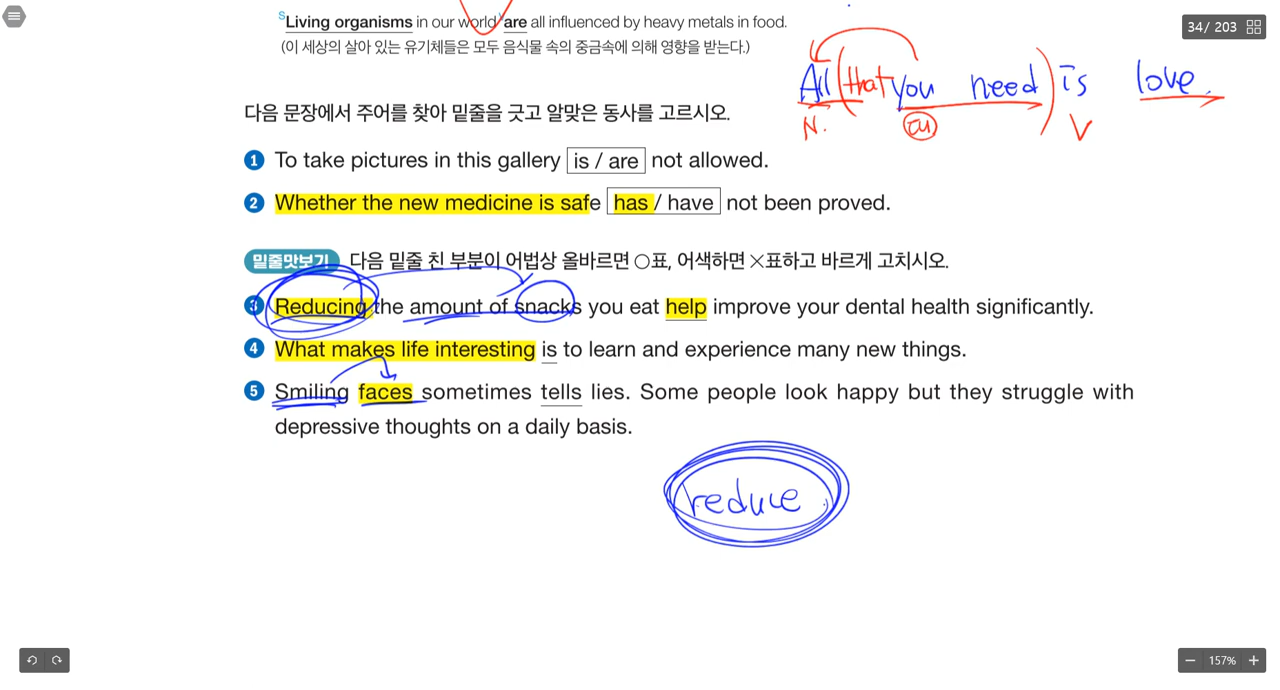 34/ 203
S Living organisms in our world are all influenced by heavy metals in food.
(이 세상의 살아 있는 유기체들은 모두 음식물 속의 중금속에 의해 영향을 받는다.)
All (that you need) is love.
N. V
다음 문장에서 주어를 찾아 밑줄을 긋고 알맞은 동사를 고르시오.
1 To take pictures in this gallery is / are not allowed.
2 Whether the new medicine is safe has / have not been proved.
밑줄맛보기 다음 밑줄 친 부분이 어법상 올바르면 ○표, 어색하면 ×표하고 바르게 고치시오.
3 Reducing the amount of snacks you eat help improve your dental health significantly.
4 What makes life interesting is to learn and experience many new things.
5 Smiling faces sometimes tells lies. Some people look happy but they struggle with
depressive thoughts on a daily basis.
reduce
157%